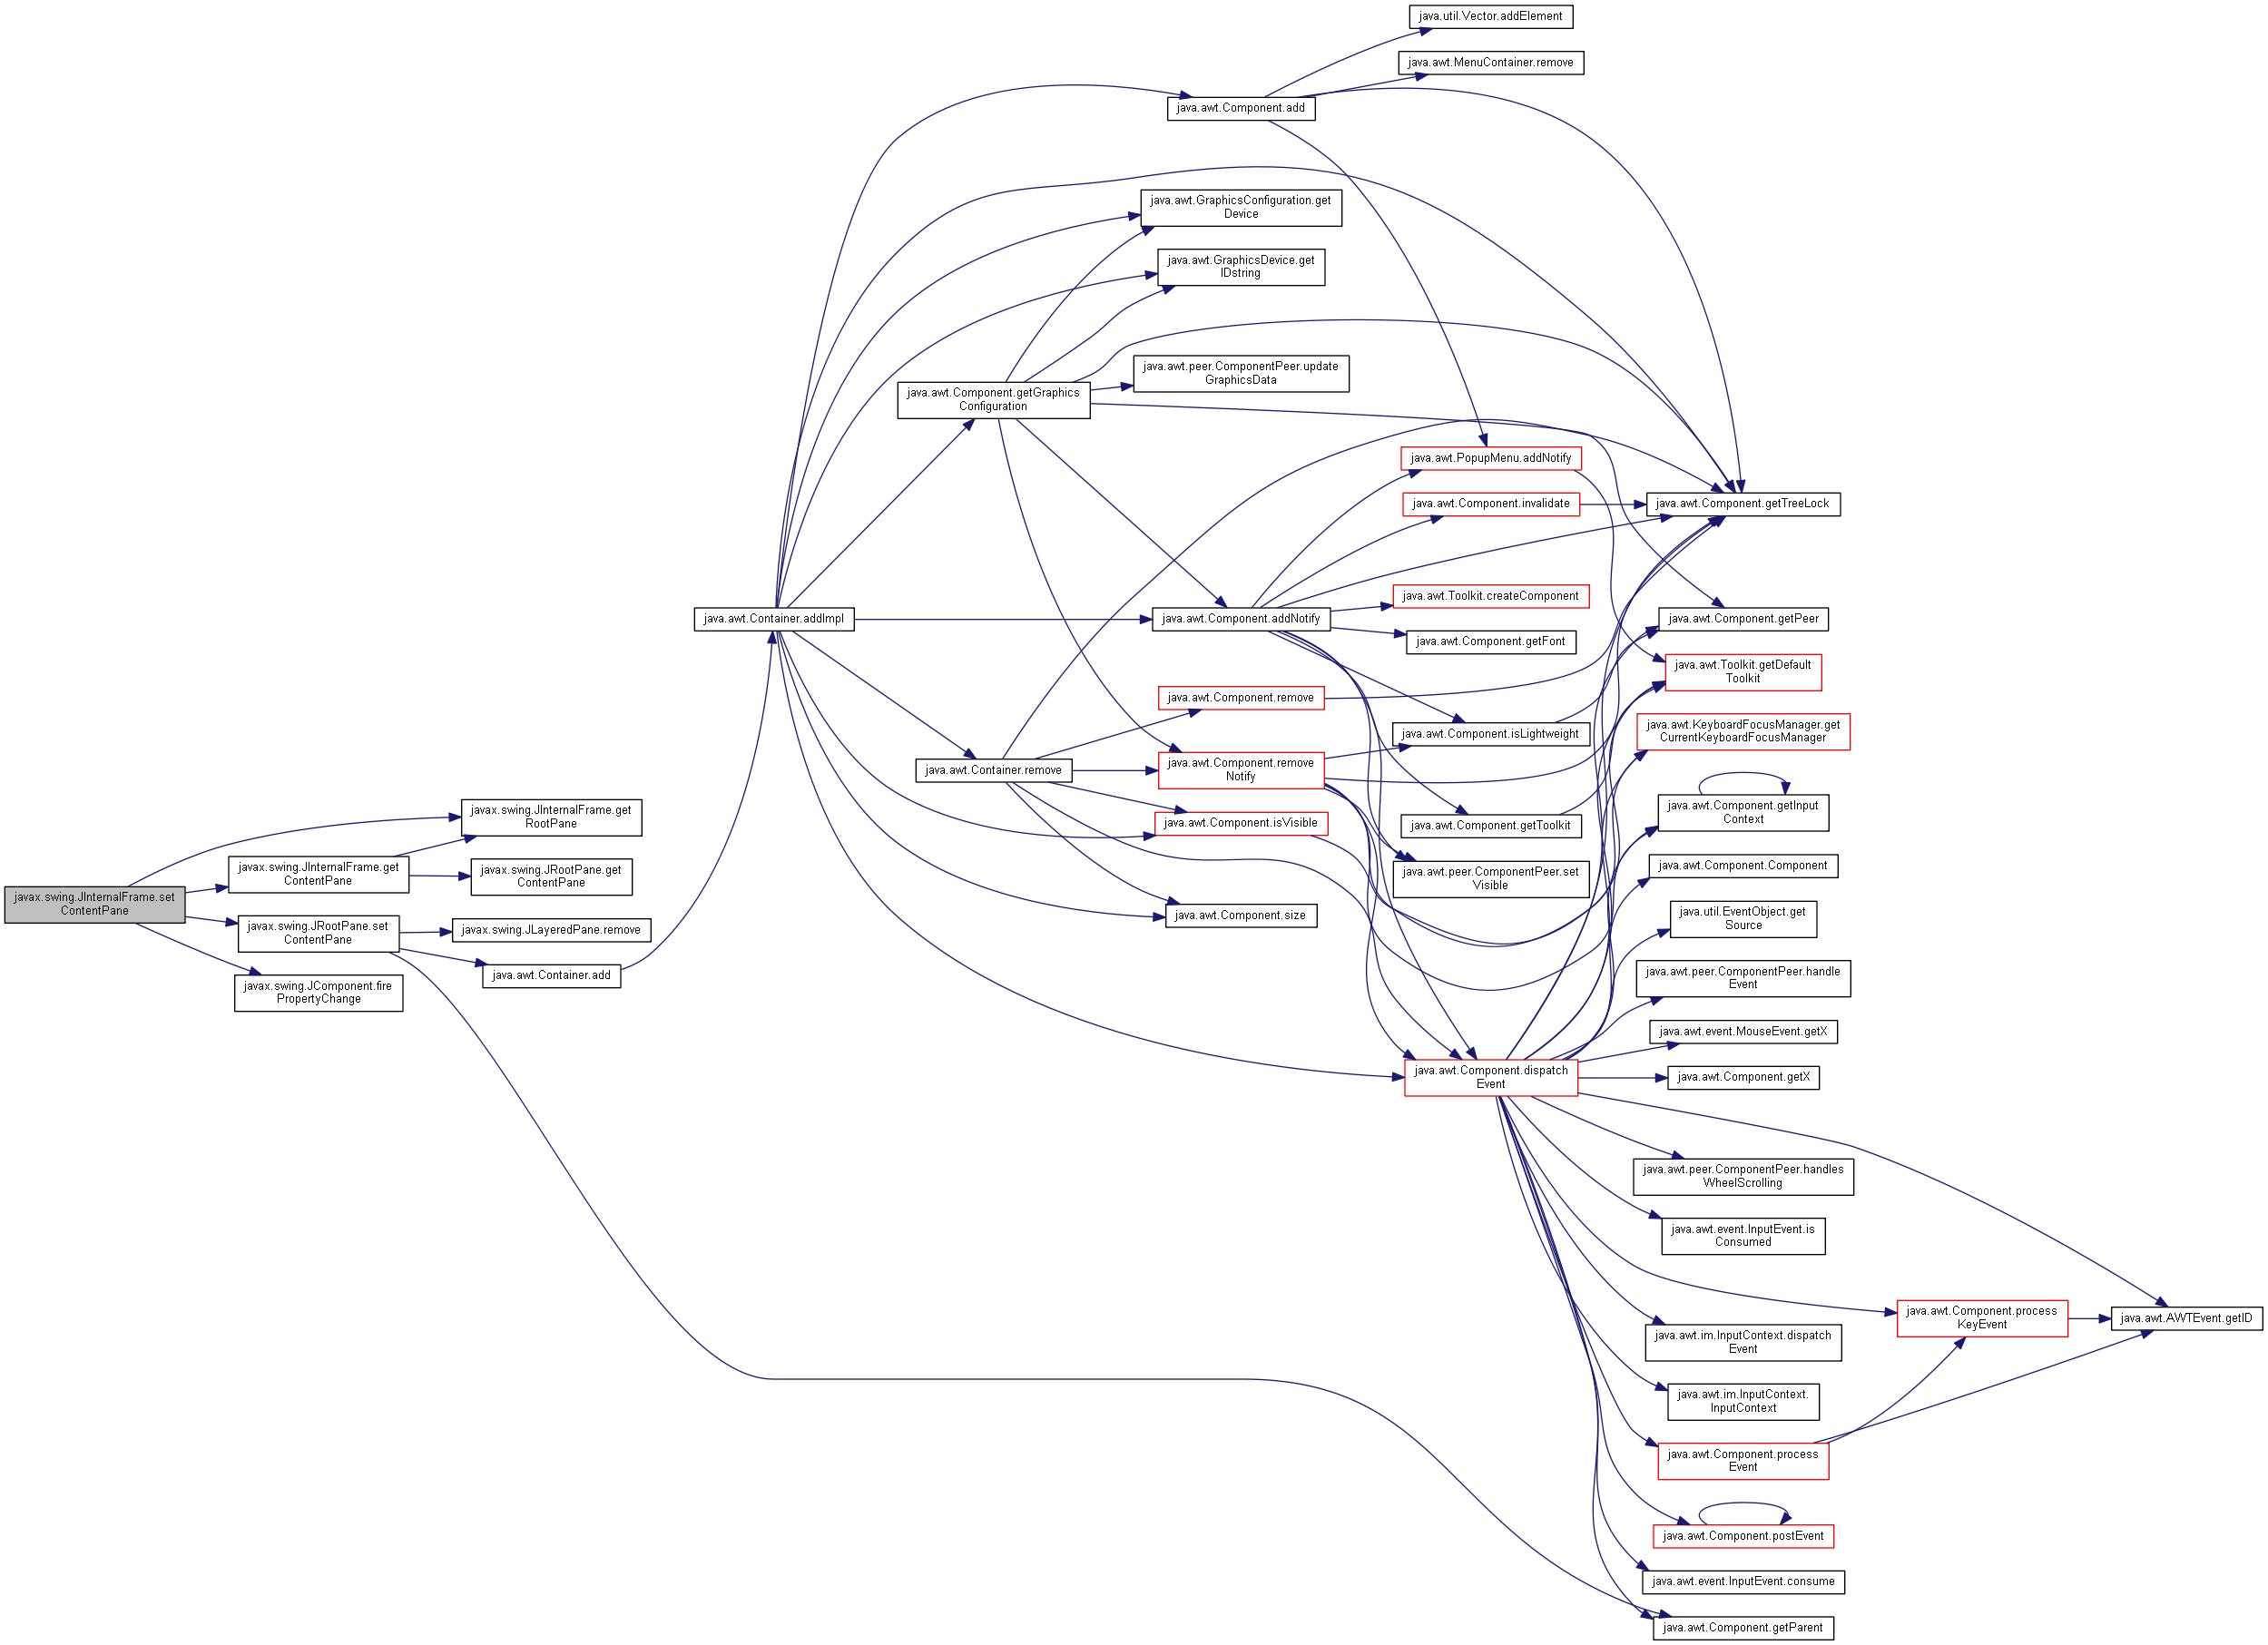 java.util.Vector.addElement
java.awt.MenuContainer.remove
java.awt.Component.add
java.awt.GraphicsConfiguration.get
Device
java.awt.GraphicsDevice.get
IDstring
java.awt.peer.ComponentPeer.update
GraphicsData
java.awt.Component.getGraphics
Configuration
java.awt.PopupMenu.addNotify
java.awt.Component.invalidate
java.awt.Component.getTreeLock
java.awt.Toolkit.createComponent
java.awt.Container.addImpl
java.awt.Component.addNotify
java.awt.Component.getPeer
java.awt.Component.getFont
java.awt.Toolkit.getDefault
Toolkit
java.awt.Component.remove
java.awt.Component.isLightweight
java.awt.KeyboardFocusManager.get
CurrentKeyboardFocusManager
java.awt.Container.remove
java.awt.Component.remove
Notify
javax.swing.JInternalFrame.get
RootPane
java.awt.Component.isVisible
java.awt.Component.getToolkit
java.awt.Component.getInput
Context
javax.swing.JInternalFrame.get
ContentPane
javax.swing.JRootPane.get
ContentPane
java.awt.peer.ComponentPeer.set
Visible
java.awt.Component.Component
javax.swing.JInternalFrame.set
ContentPane
javax.swing.JRootPane.set
ContentPane
javax.swing.JLayeredPane.remove
java.awt.Component.size
java.util.EventObject.get
Source
java.awt.Container.add
javax.swing.JComponent.fire
PropertyChange
java.awt.peer.ComponentPeer.handle
Event
java.awt.event.MouseEvent.getX
java.awt.Component.dispatch
Event
java.awt.Component.getX
java.awt.peer.ComponentPeer.handles
WheelScrolling
java.awt.event.InputEvent.is
Consumed
java.awt.Component.process
KeyEvent
java.awt.AWTEvent.getID
java.awt.im.InputContext.dispatch
Event
java.awt.im.InputContext.
InputContext
java.awt.Component.process
Event
java.awt.Component.postEvent
java.awt.event.InputEvent.consume
java.awt.Component.getParent